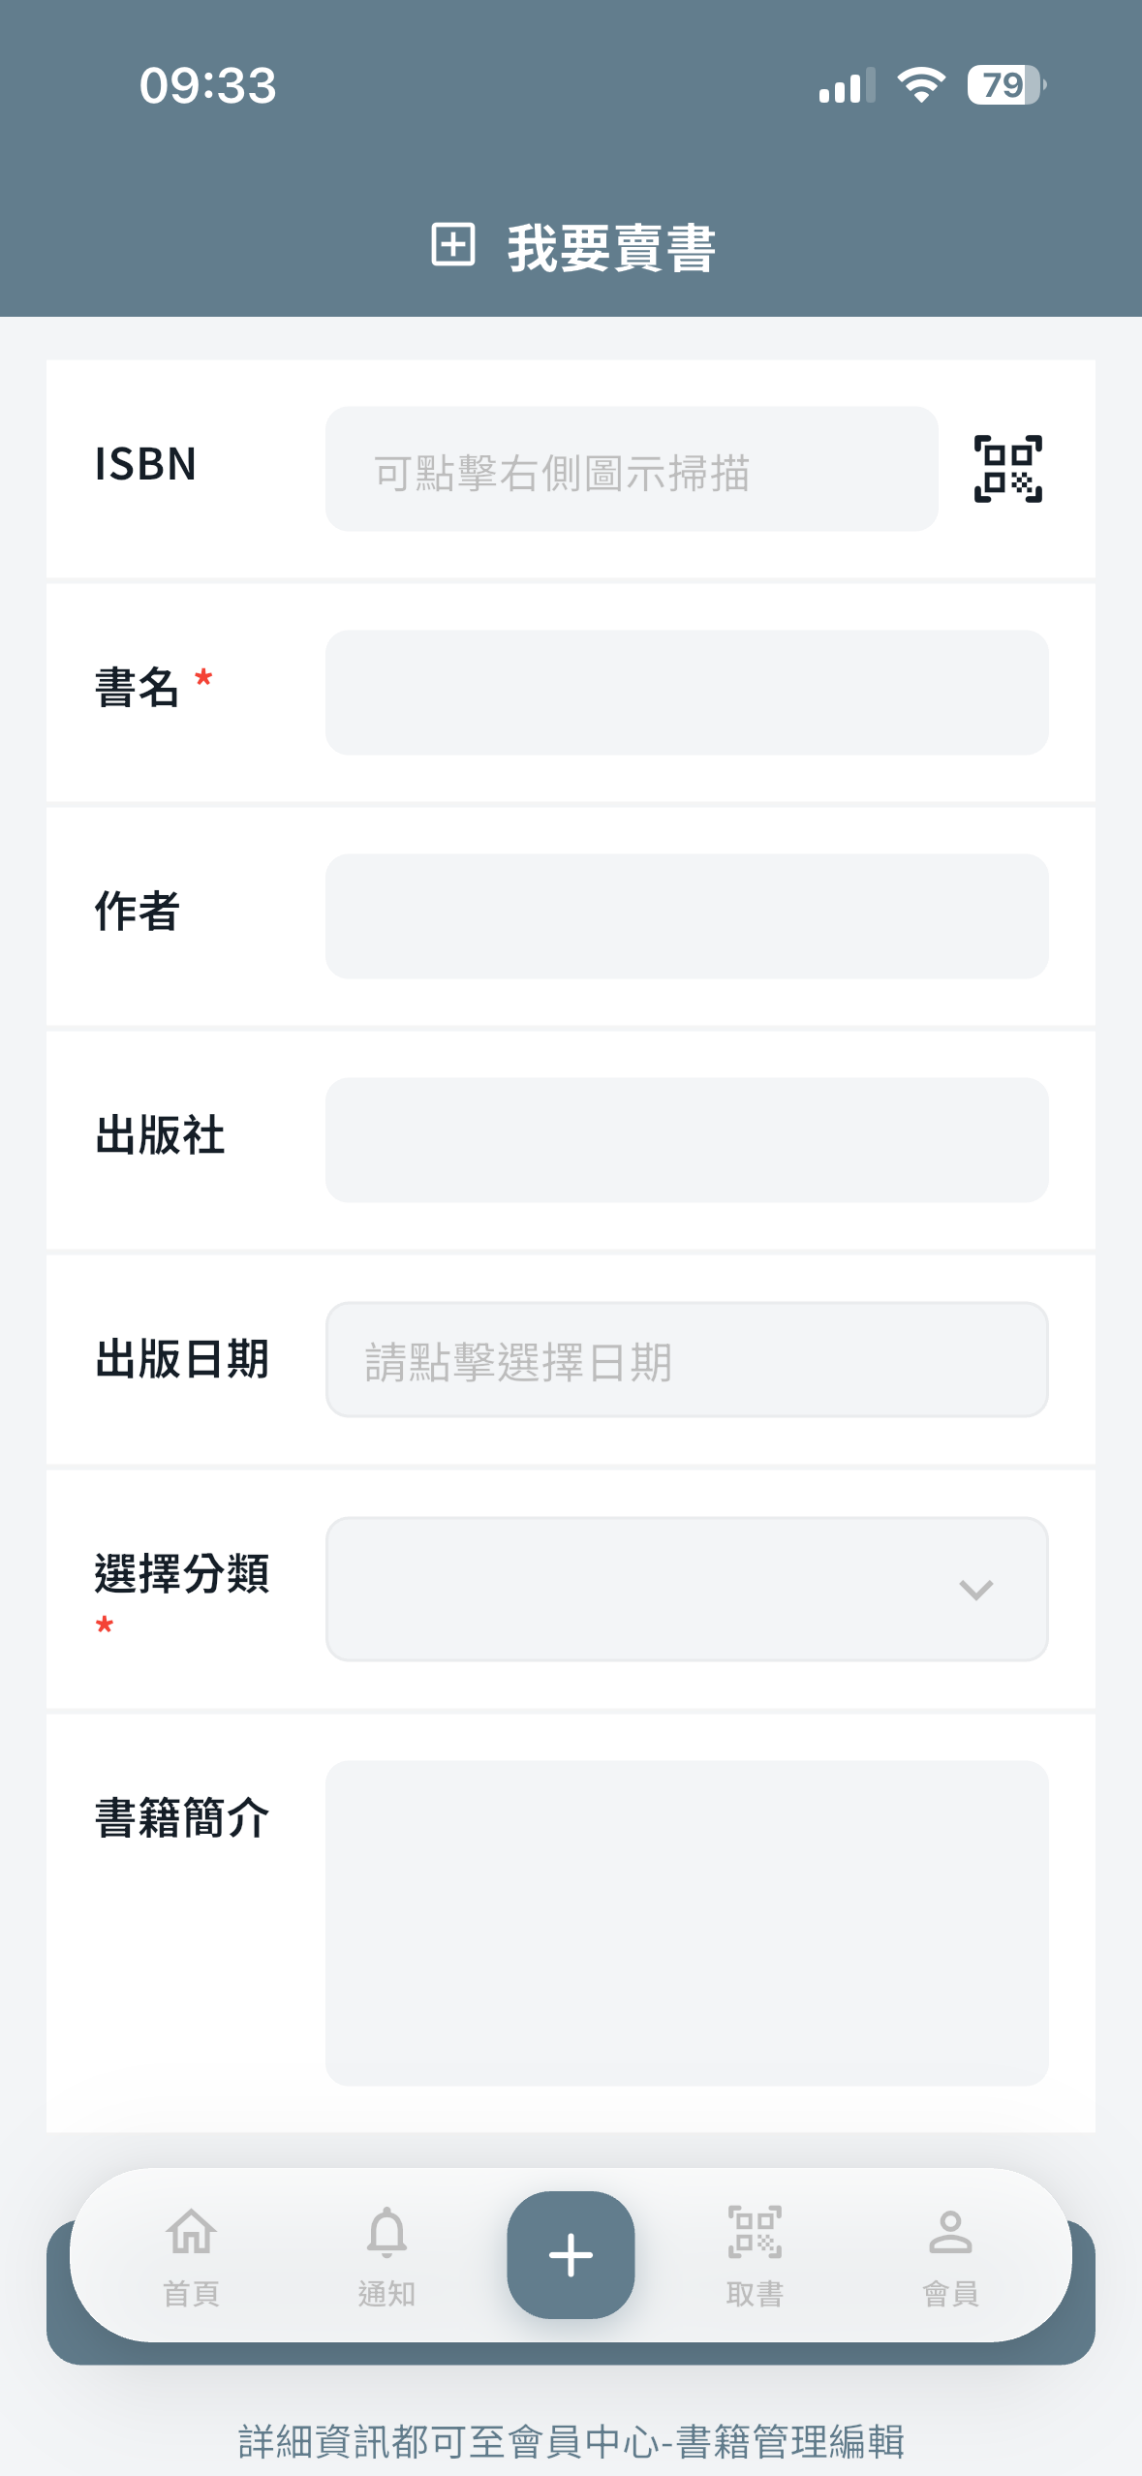 09:33
79
我要賣書
ISBN
可點擊右側圖示掃描
書名 *
作者
出版社
出版日期
請點擊選擇日期
選擇分類
*
書籍簡介
首頁
通知
取書
會員
詳細資訊都可至會員中心-書籍管理編輯